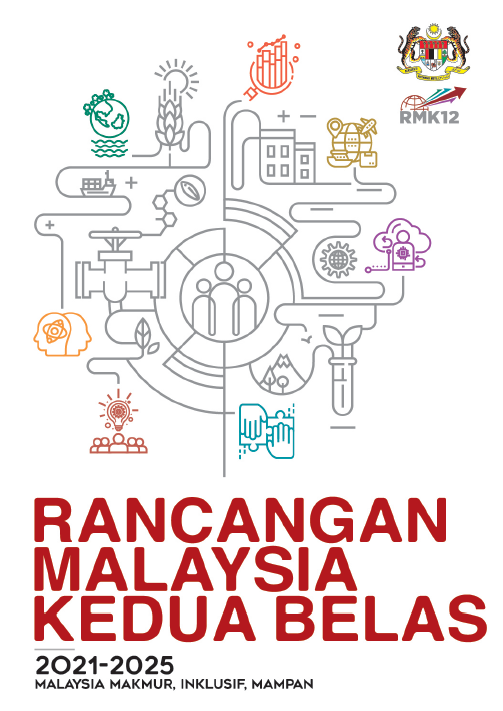 RMK12
RANCANGAN
MALAYSIA
KEDUA BELAS
2021-2025
MALAYSIA MAKMUR, INKLUSIF, MAMPAN